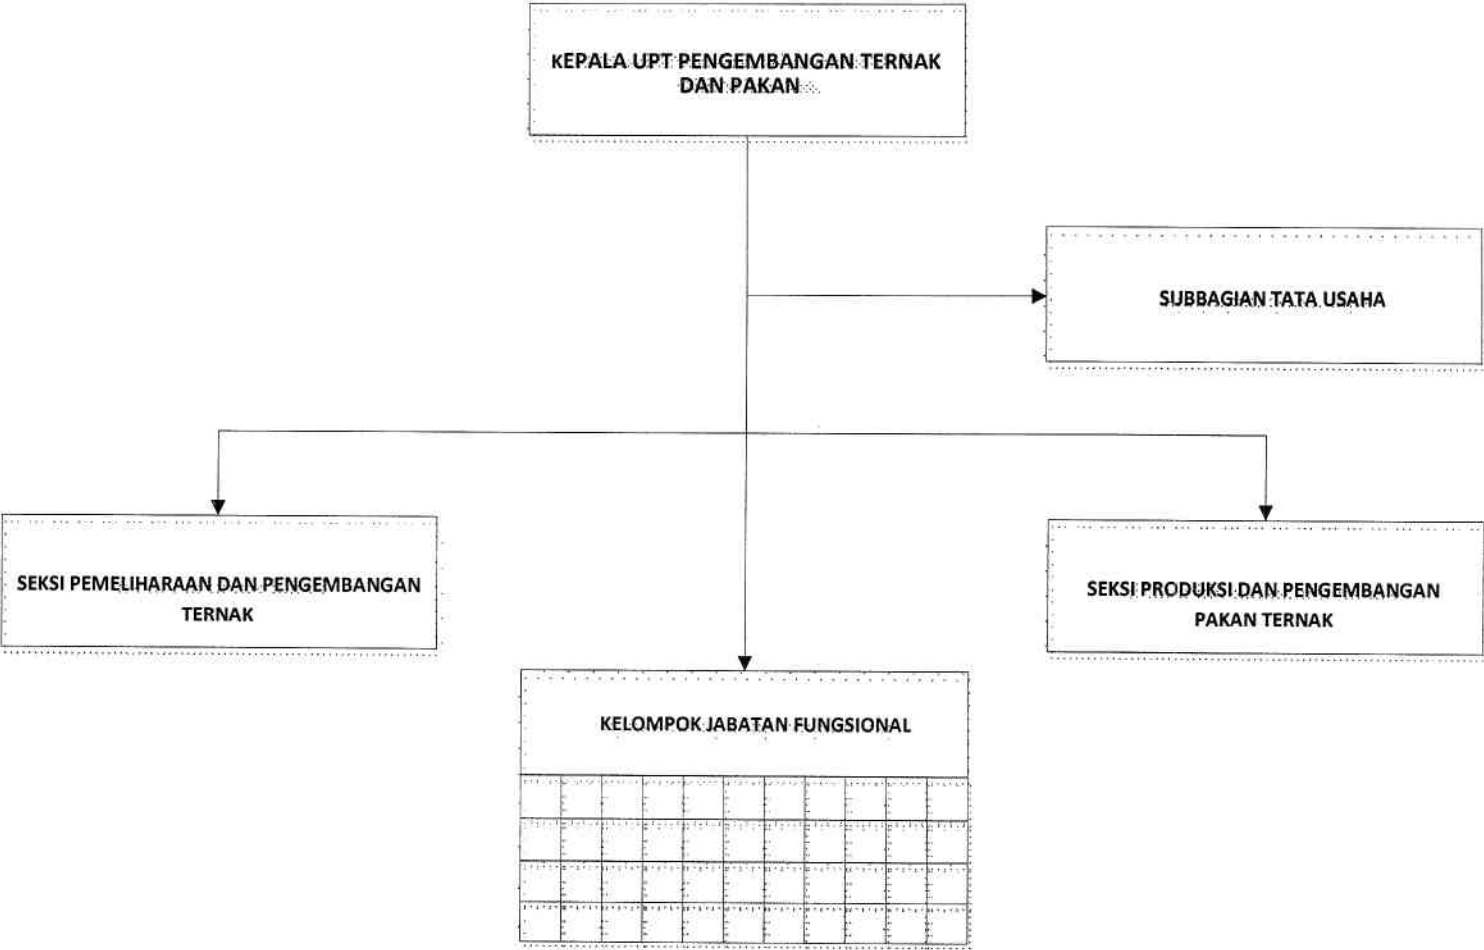 KEPALA UPT PENGEMBANGAN TERNAK
DAN PAKAN
SUBBAGIAN TATA USAHA
SEKSI PEMELIHARAAN DAN PENGEMBANGAN
TERNAK
SEKSI PRODUKSI DAN PENGEMBANGAN
PAKAN TERNAK
KELOMPOK JABATAN FUNGSIONAL